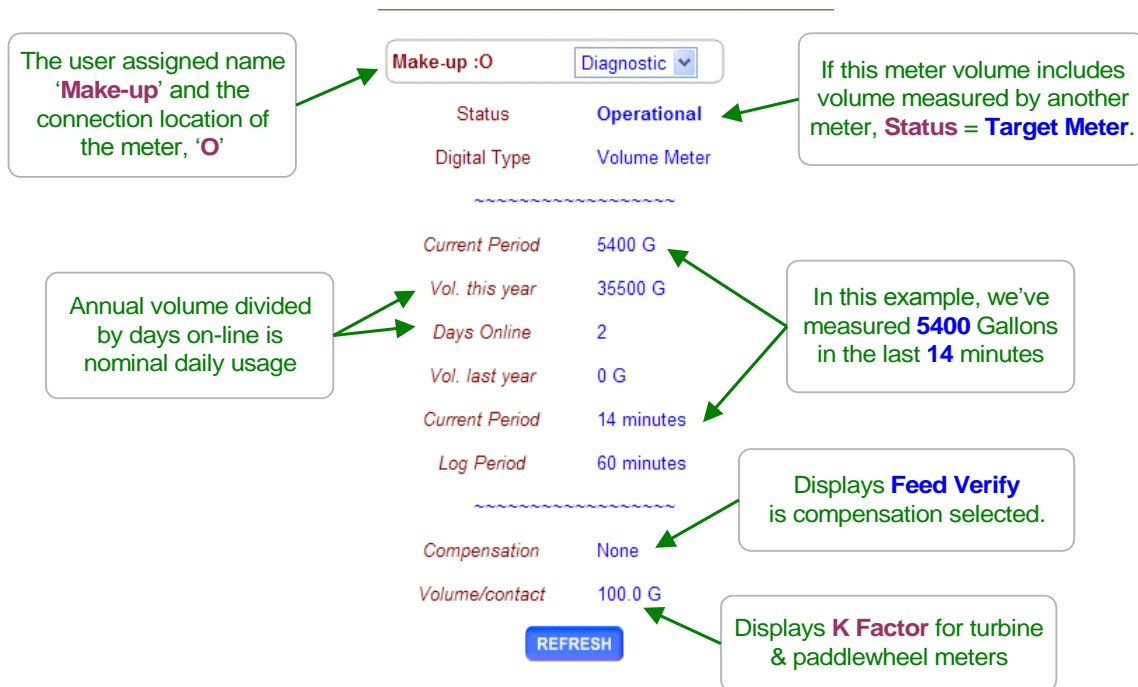 The user assigned name
‘Make-up’ and the
connection location of
the meter, ‘O’
Make-up :O
Diagnostic
If this meter volume includes
volume measured by another
meter, Status = Target Meter.
Status Operational
Digital Type Volume Meter
~~~~~~~~~~~~~~~~~~
Current Period 5400 G
Vol. this year 35500 G
Days Online 2
Vol. last year 0 G
Current Period 14 minutes
Log Period 60 minutes
Annual volume divided
by days on-line is
nominal daily usage
In this example, we’ve
measured 5400 Gallons
in the last 14 minutes
~~~~~~~~~~~~~~~~~~
Displays Feed Verify
is compensation selected.
Compensation None
Volume/contact 100.0 G
Displays K Factor for turbine
& paddlewheel meters
REFRESH